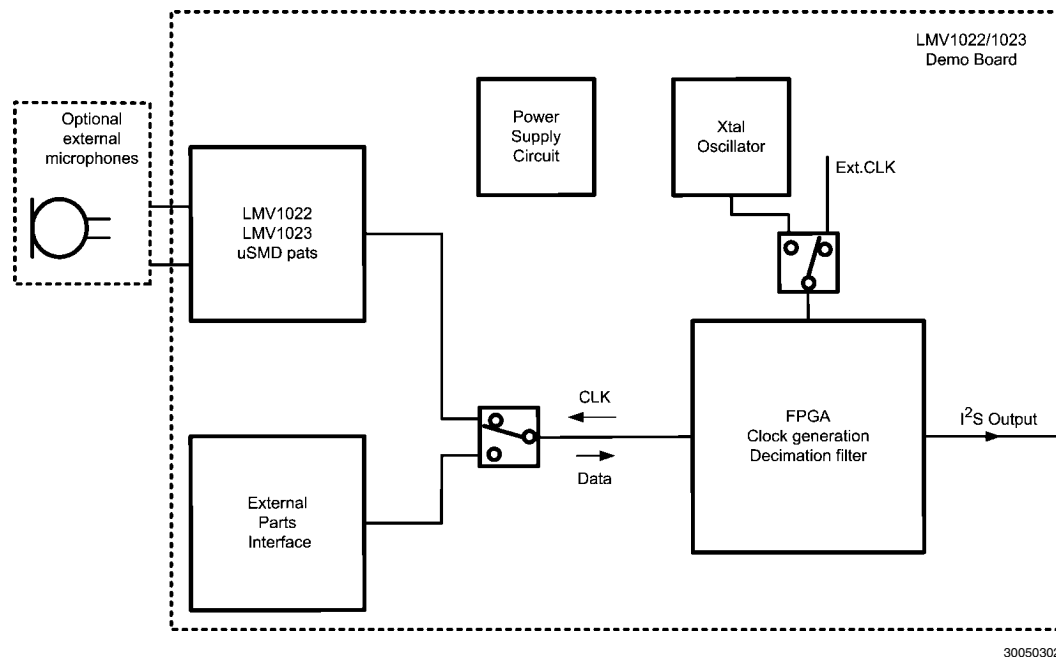 LMV1022/1023
Demo Board
Optional
external
microphones
Power
Supply
Circuit
Xtal
Oscillator
Ext.CLK
LMV1022
LMV1023
uSMD pats
CLK
Data
FPGA
Clock generation
Decimation filter
I²S Output
External
Parts
Interface
30050302